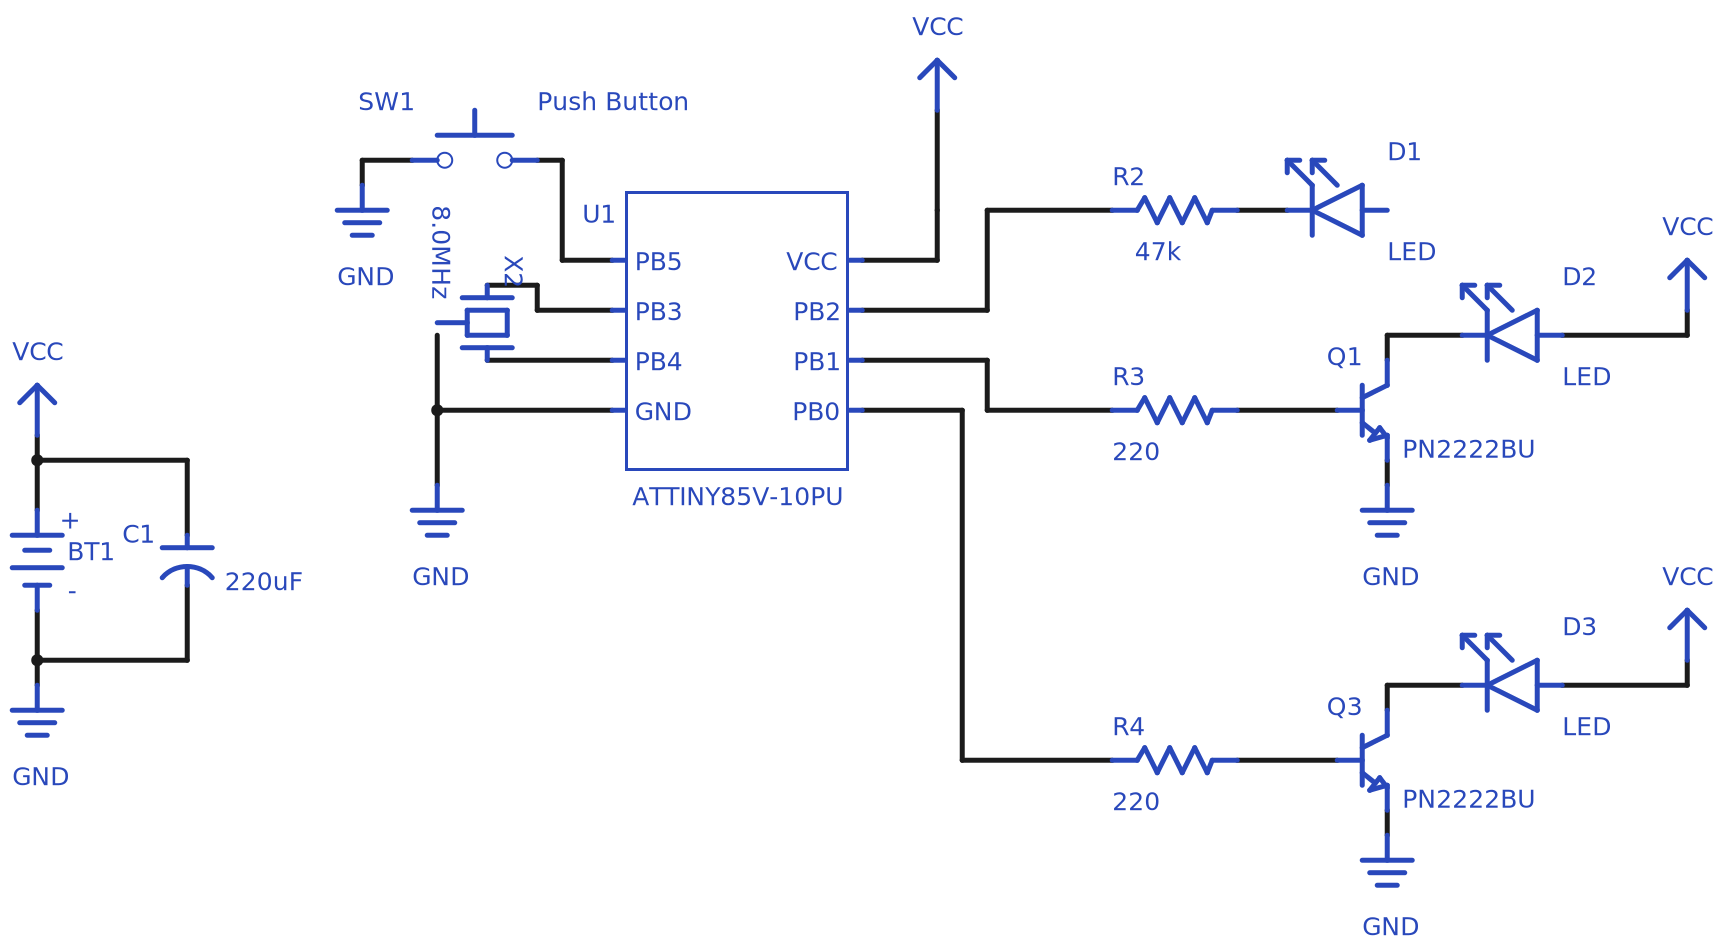 VCC
SW1
Push Button
D1
R2
8.0MHz
U1
47k
LED
VCC
GND
X2
PB5
VCC
D2
PB3
PB2
VCC
PB4
PB1
Q1
R3
LED
GND
PB0
220
PN2222BU
ATTINY85V-10PU
+
BT1
C1
-
220uF
GND
GND
VCC
D3
Q3
R4
LED
GND
220
PN2222BU
GND